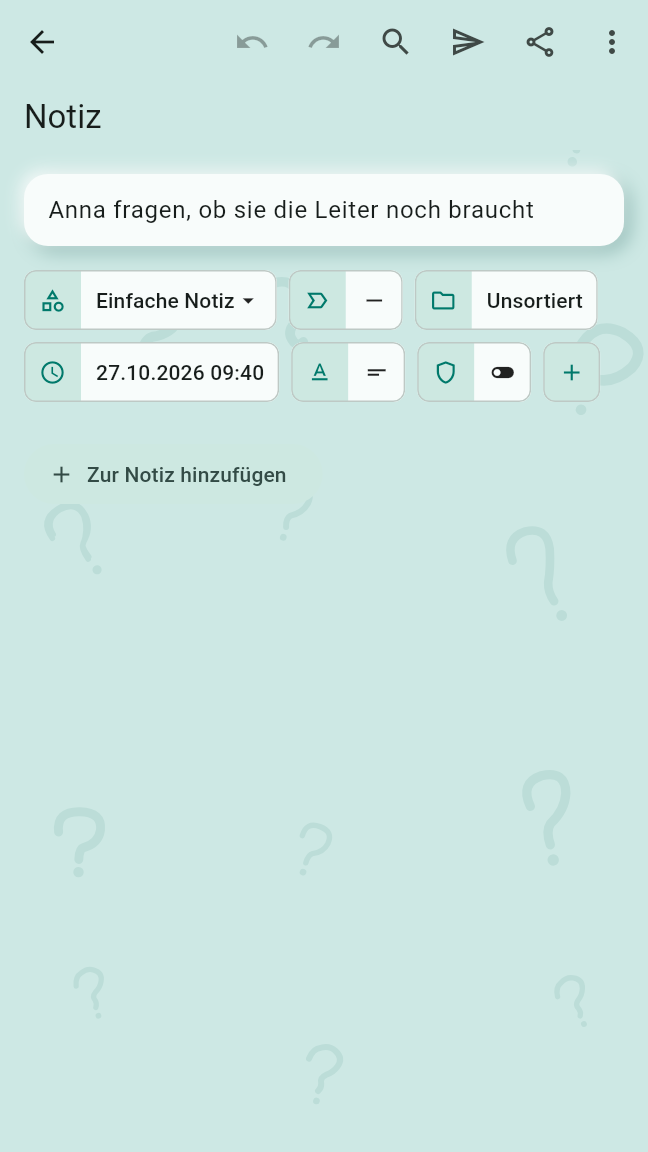 Notiz
Anna fragen, ob sie die Leiter noch braucht
Einfache Notiz
Unsortiert
27.10.2026 09:40
Zur Notiz hinzufügen